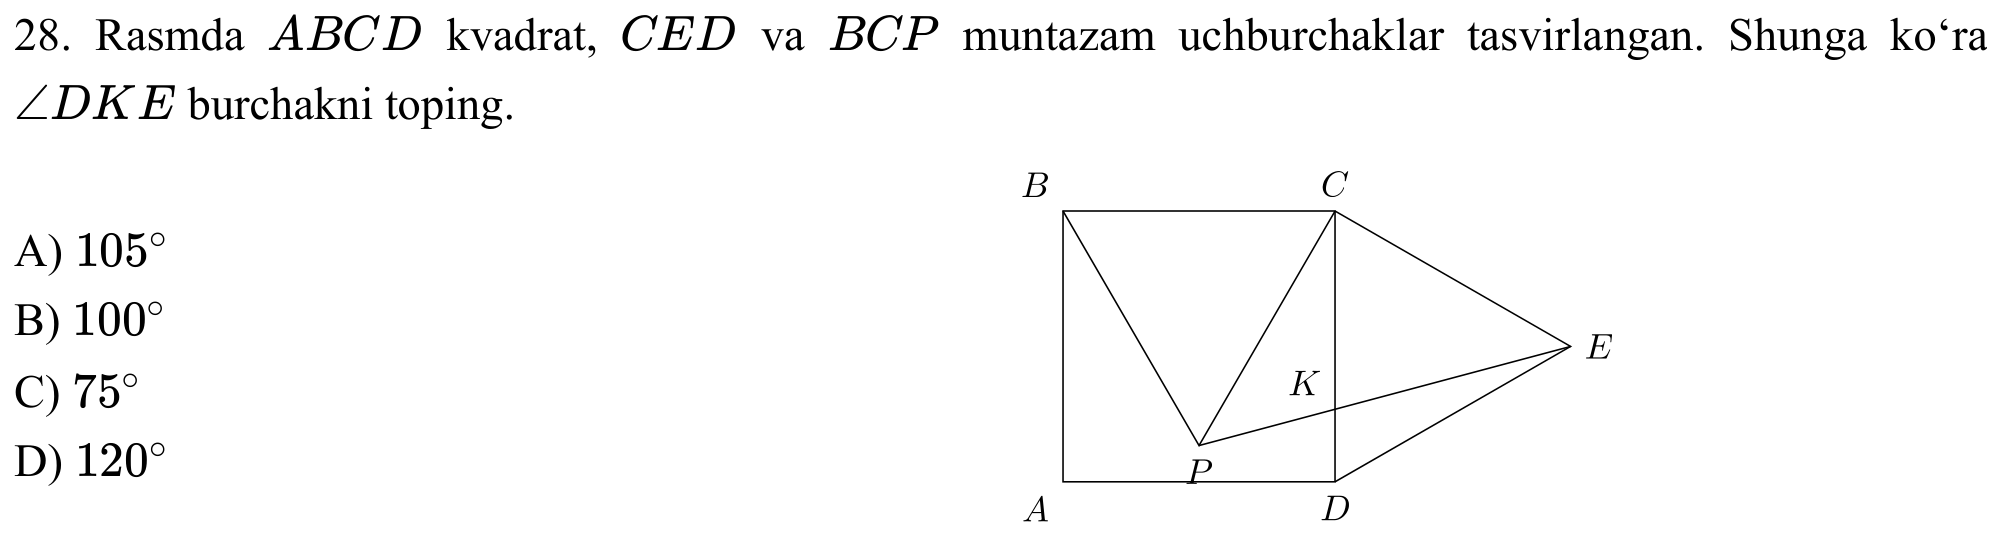 28. Rasmda ABCD kvadrat, CED va BCP muntazam uchburchaklar tasvirlangan. Shunga ko‘ra
∠DKE burchakni toping.
A) 105°
B) 100°
C) 75°
D) 120°
B
C
K
E
P
A
D